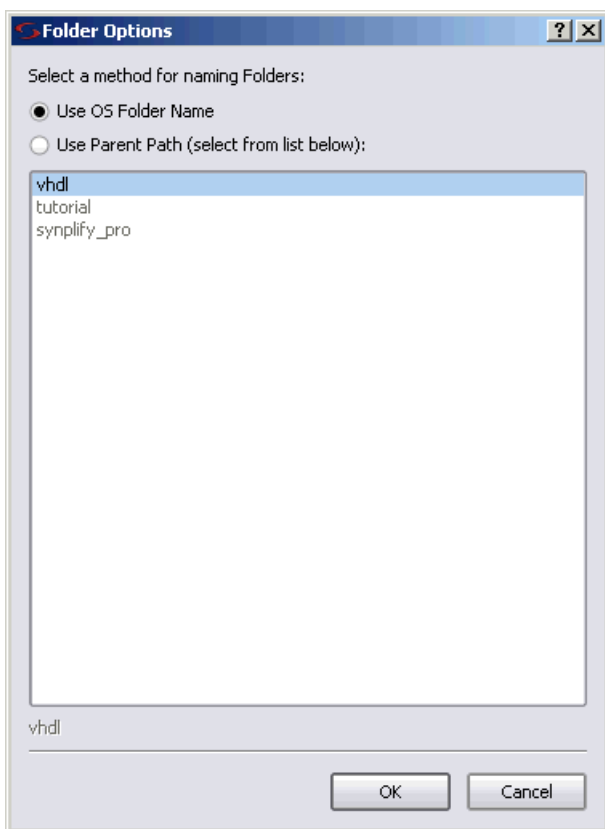 Folder Options
Select a method for naming Folders:
Use OS Folder Name
Use Parent Path (select from list below):
vhdl
tutorial
synplify_pro
vhdl
OK Cancel